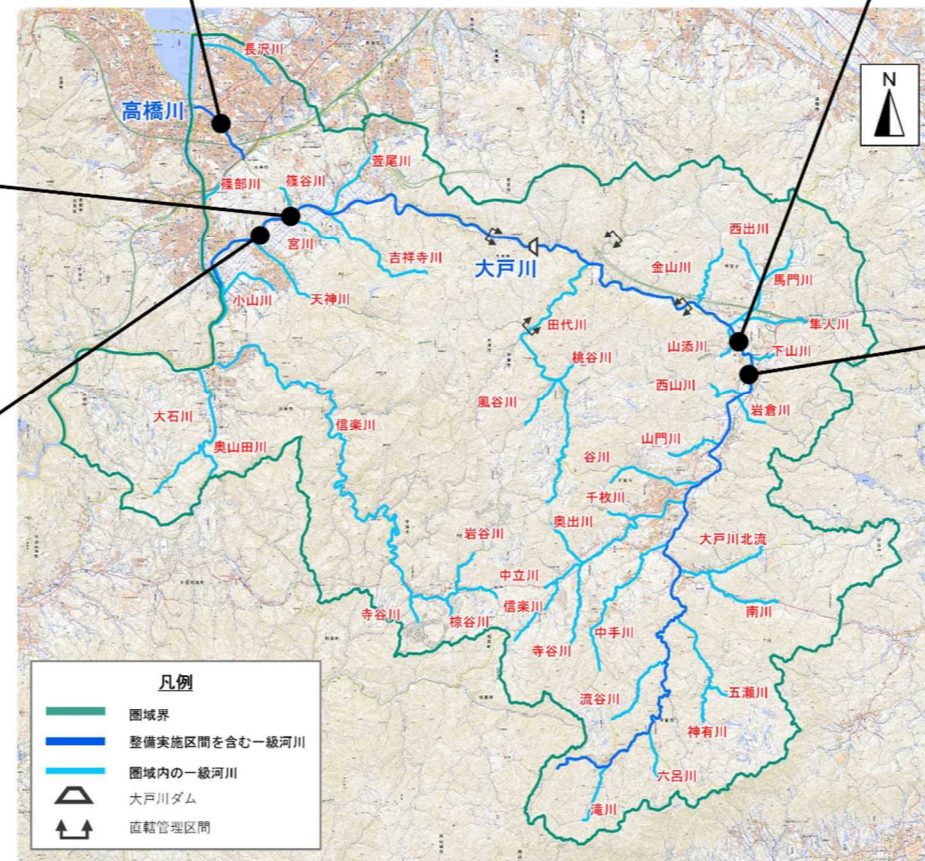 長沢川
高橋川
N
萱尾川
篠部川
篠谷川
西出川
宮川
吉祥寺川
金山川
馬門川
大戸川
小山川
天神川
田代川
隼人川
山添川
下山川
桃谷川
西山川
風谷川
岩倉川
大石川
信楽川
奥山田川
山門川
谷川
千枚川
奥出川
岩谷川
大戸川北流
中立川
信楽川
南川
寺谷川
椋谷川
寺谷川
中手川
流谷川
五瀬川
神有川
六呂川
滝川
凡例
圏域界
整備実施区間を含む一級河川
圏域内の一級河川
大戸川ダム
直轄管理区間